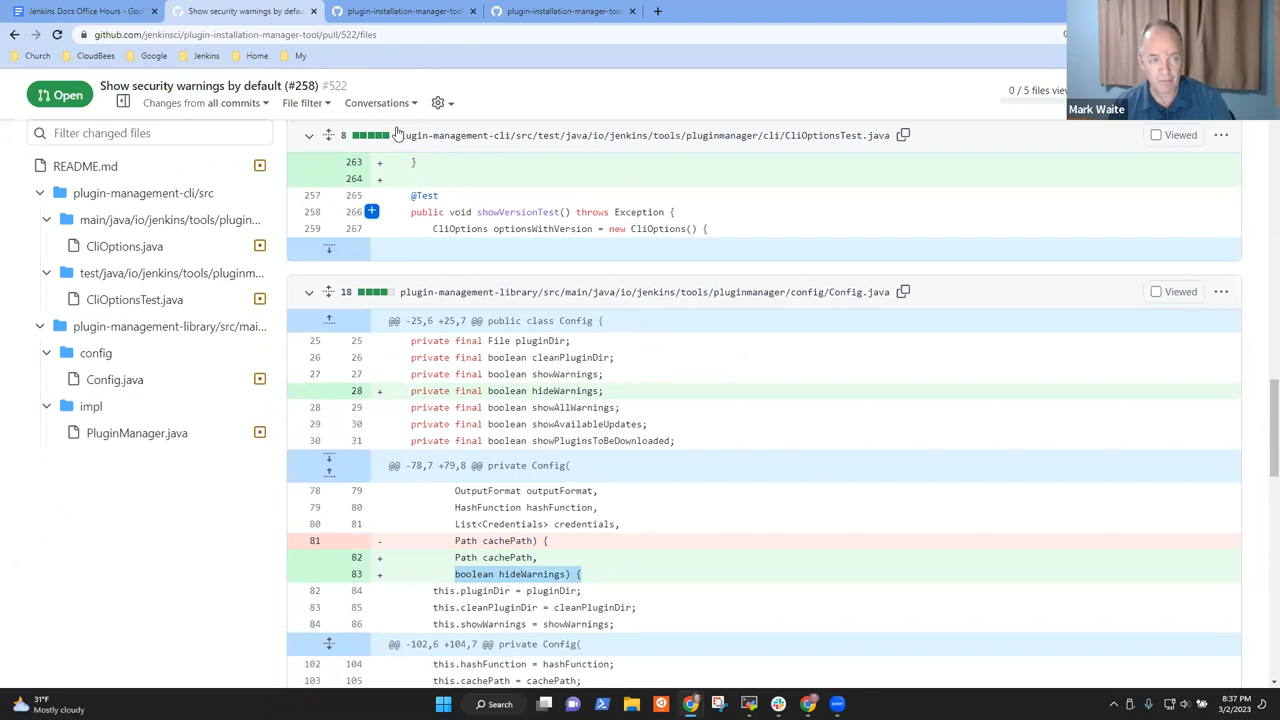 Jenkins Docs Office Hours - Goo
Show security warnings by defau
plugin-installation-manager-tool
plugin-installation-manager-tool
github.com/jenkinsci/plugin-installation-manager-tool/pull/522/files
Church
CloudBees
Google
Jenkins
Home
My
Mark Waite
Open
Show security warnings by default (#258) #522
Changes from all commits
File filter
Conversations
0 / 5 files view
Filter changed files
README.md
plugin-management-cli/src
main/java/io/jenkins/tools/plugin...
CliOptions.java
test/java/io/jenkins/tools/pluginm...
CliOptionsTest.java
plugin-management-library/src/mai...
config
Config.java
impl
PluginManager.java
8 plugin-management-cli/src/test/java/io/jenkins/tools/pluginmanager/cli/CliOptionsTest.java
Viewed
263 + }
264 +
257 265 @Test
258 266 public void showVersionTest() throws Exception {
259 267 CliOptions optionsWithVersion = new CliOptions() {
18 plugin-management-library/src/main/java/io/jenkins/tools/pluginmanager/config/Config.java
Viewed
@@ -25,6 +25,7 @@ public class Config {
25 25 private final File pluginDir;
26 26 private final boolean cleanPluginDir;
27 27 private final boolean showWarnings;
28 + private final boolean hideWarnings;
28 29 private final boolean showAllWarnings;
29 30 private final boolean showAvailableUpdates;
30 31 private final boolean showPluginsToBeDownloaded;
@@ -78,7 +79,8 @@ private Config(
78 79 OutputFormat outputFormat,
79 80 HashFunction hashFunction,
80 81 List<Credentials> credentials,
81 - Path cachePath) {
82 + Path cachePath,
83 + boolean hideWarnings) {
82 84 this.pluginDir = pluginDir;
83 85 this.cleanPluginDir = cleanPluginDir;
84 86 this.showWarnings = showWarnings;
@@ -102,6 +104,7 @@ private Config(
102 104 this.hashFunction = hashFunction;
103 105 this.cachePath = cachePath;
31°F
Mostly cloudy
Search
8:37 PM
3/2/2023